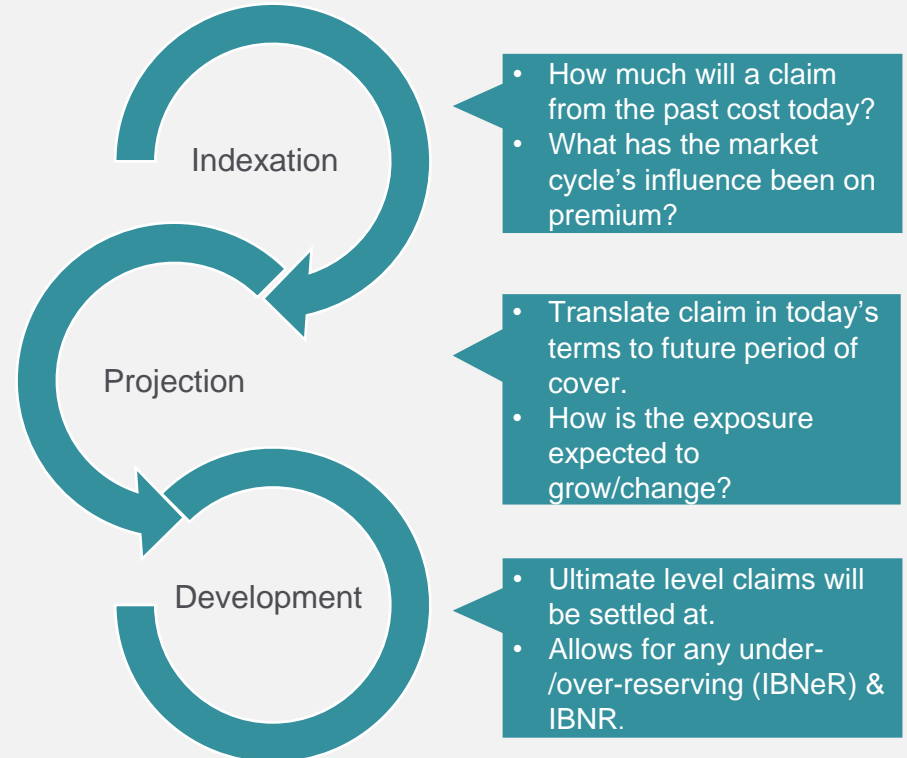 Indexation
• How much will a claim
from the past cost today?
• What has the market
cycle's influence been on
premium?
Projection
• Translate claim in today's
terms to future period of
cover.
• How is the exposure
expected to
grow/change?
Development
• Ultimate level claims will
be settled at.
• Allows for any under-
/over-reserving (IBNeR) &
IBNR.